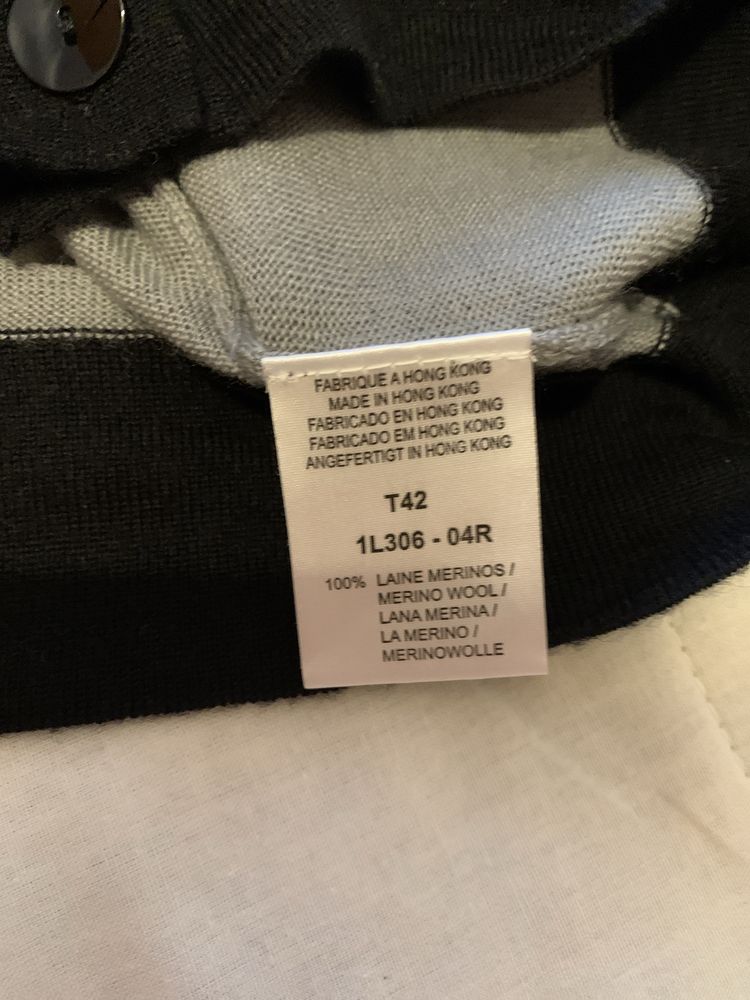 FABRIQUE A HONG KONG
MADE IN HONG KONG
FABRICADO EN HONG KONG
FABRICADO EM HONG KONG
ANGEFERTIGT IN HONG KONG
T42
1L306 - 04R
100% LAINE MERINOS /
MERINO WOOL /
LANA MERINA /
LA MERINO /
MERINOWOLLE